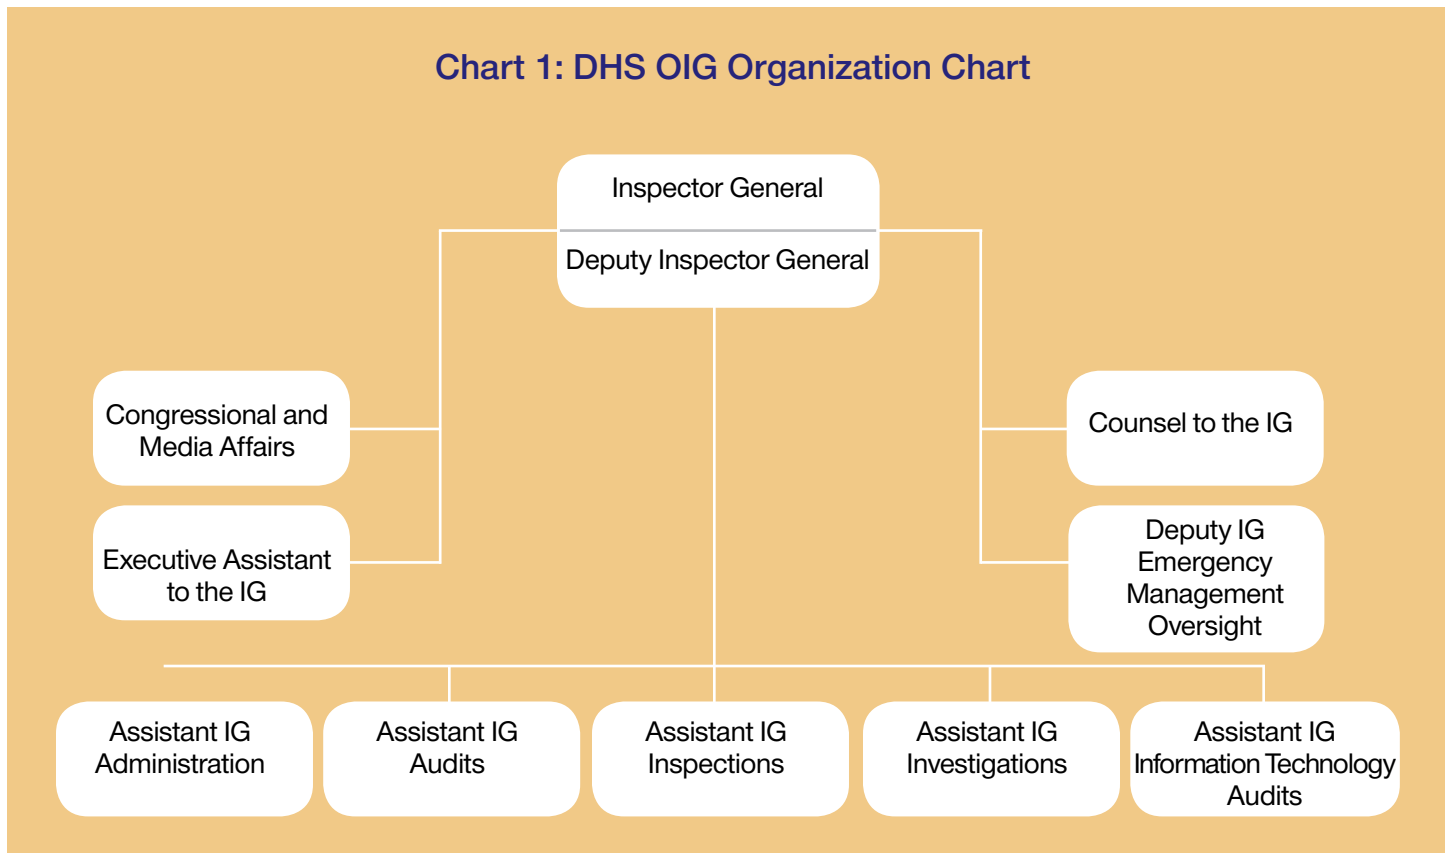 Chart 1: DHS OIG Organization Chart
Inspector General
Deputy Inspector General
Congressional and
Media Affairs
Counsel to the IG
Executive Assistant
to the IG
Deputy IG
Emergency
Management
Oversight
Assistant IG
Administration
Assistant IG
Audits
Assistant IG
Inspections
Assistant IG
Investigations
Assistant IG
Information Technology
Audits